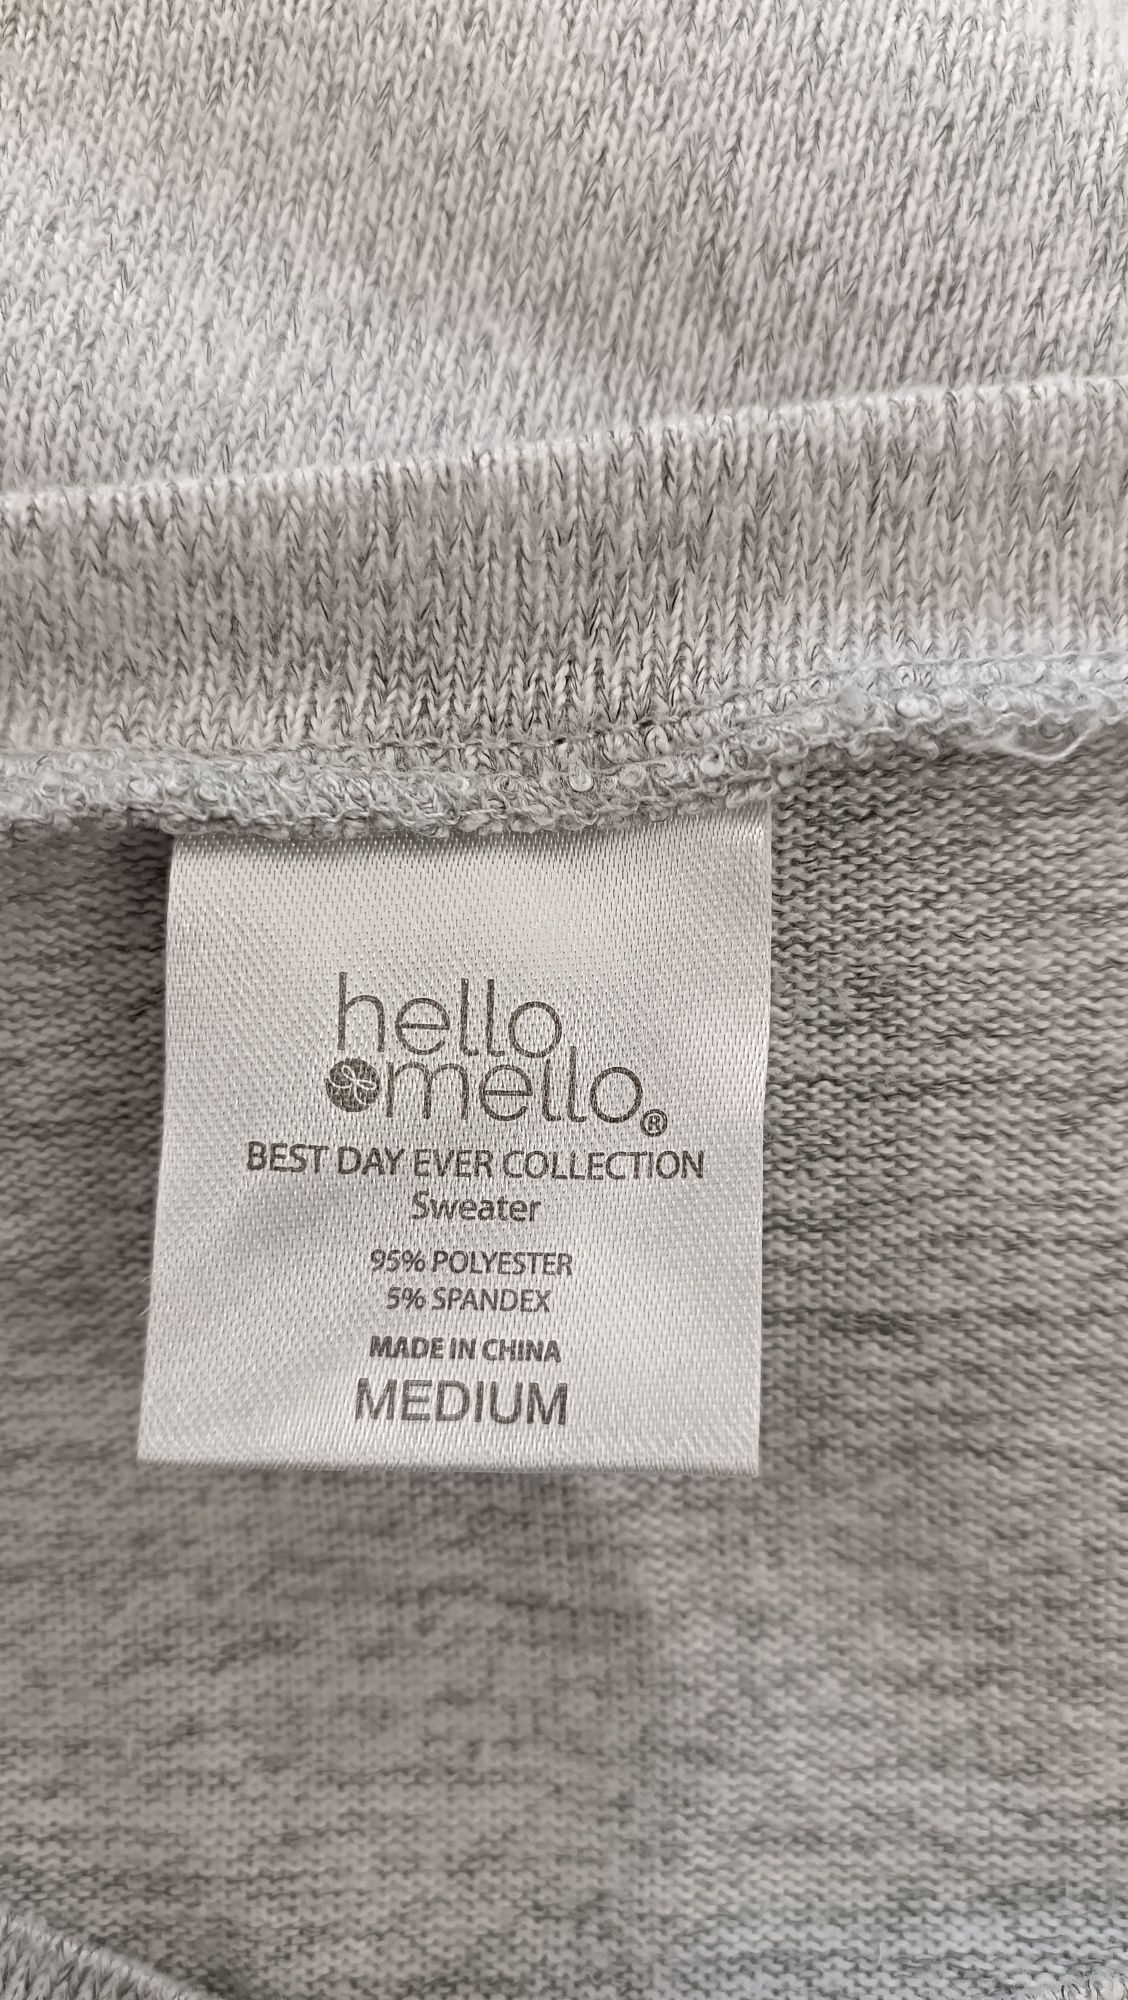 hello
mello®
BEST DAY EVER COLLECTION
Sweater
95% POLYESTER
5% SPANDEX
MADE IN CHINA
MEDIUM